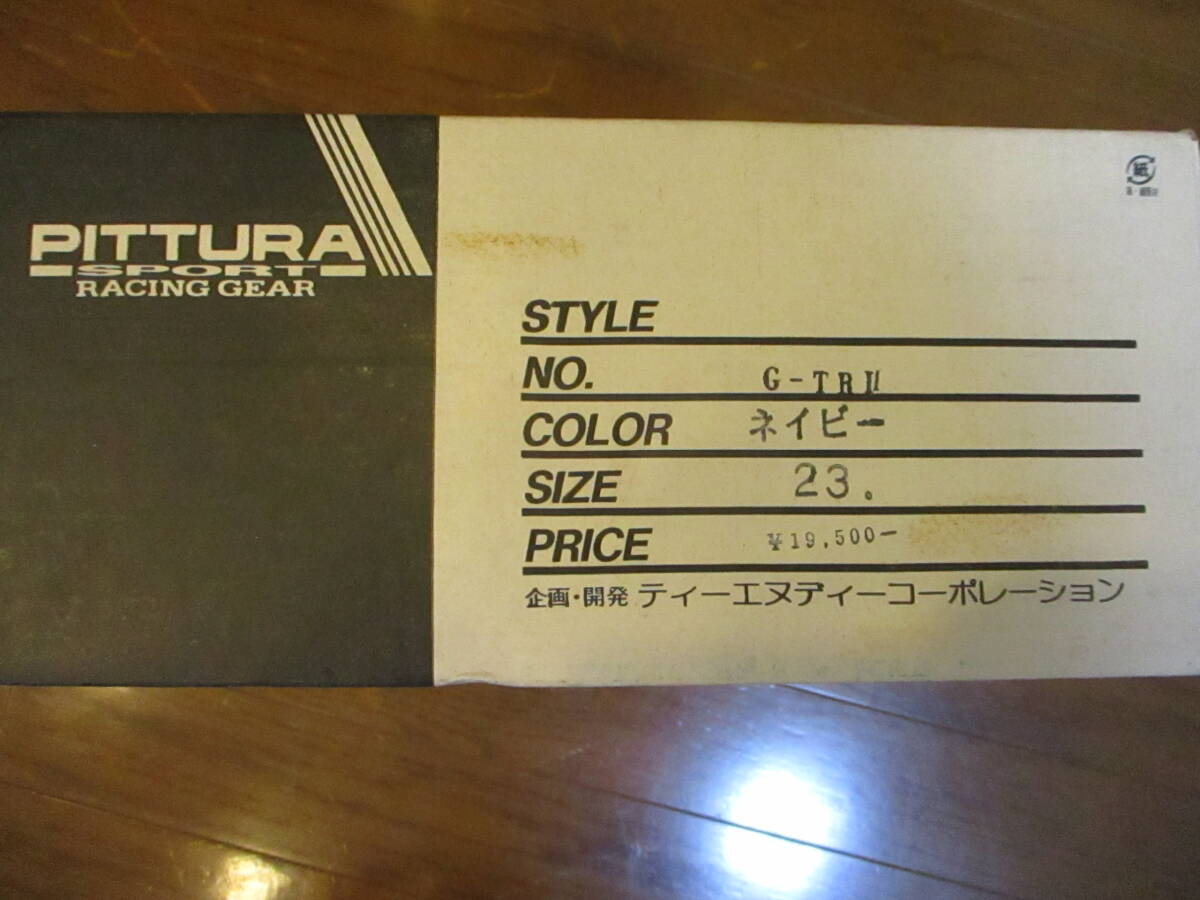 PITTURA
SPORT
RACING GEAR
紙
STYLE
NO. G-TRⅡ
COLOR ネイビー
SIZE 23.
PRICE ¥19,500-
企画・開発 ティーエヌディーコーポレーション